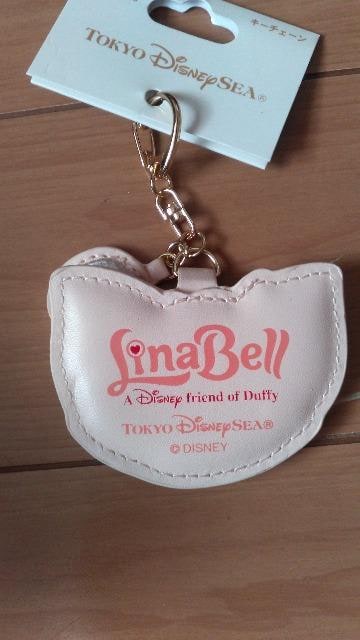 キーチェーン
TOKYO DISNEYSEA®
LinaBell
A Disney friend of Duffy
TOKYO DISNEYSEA®
© DISNEY